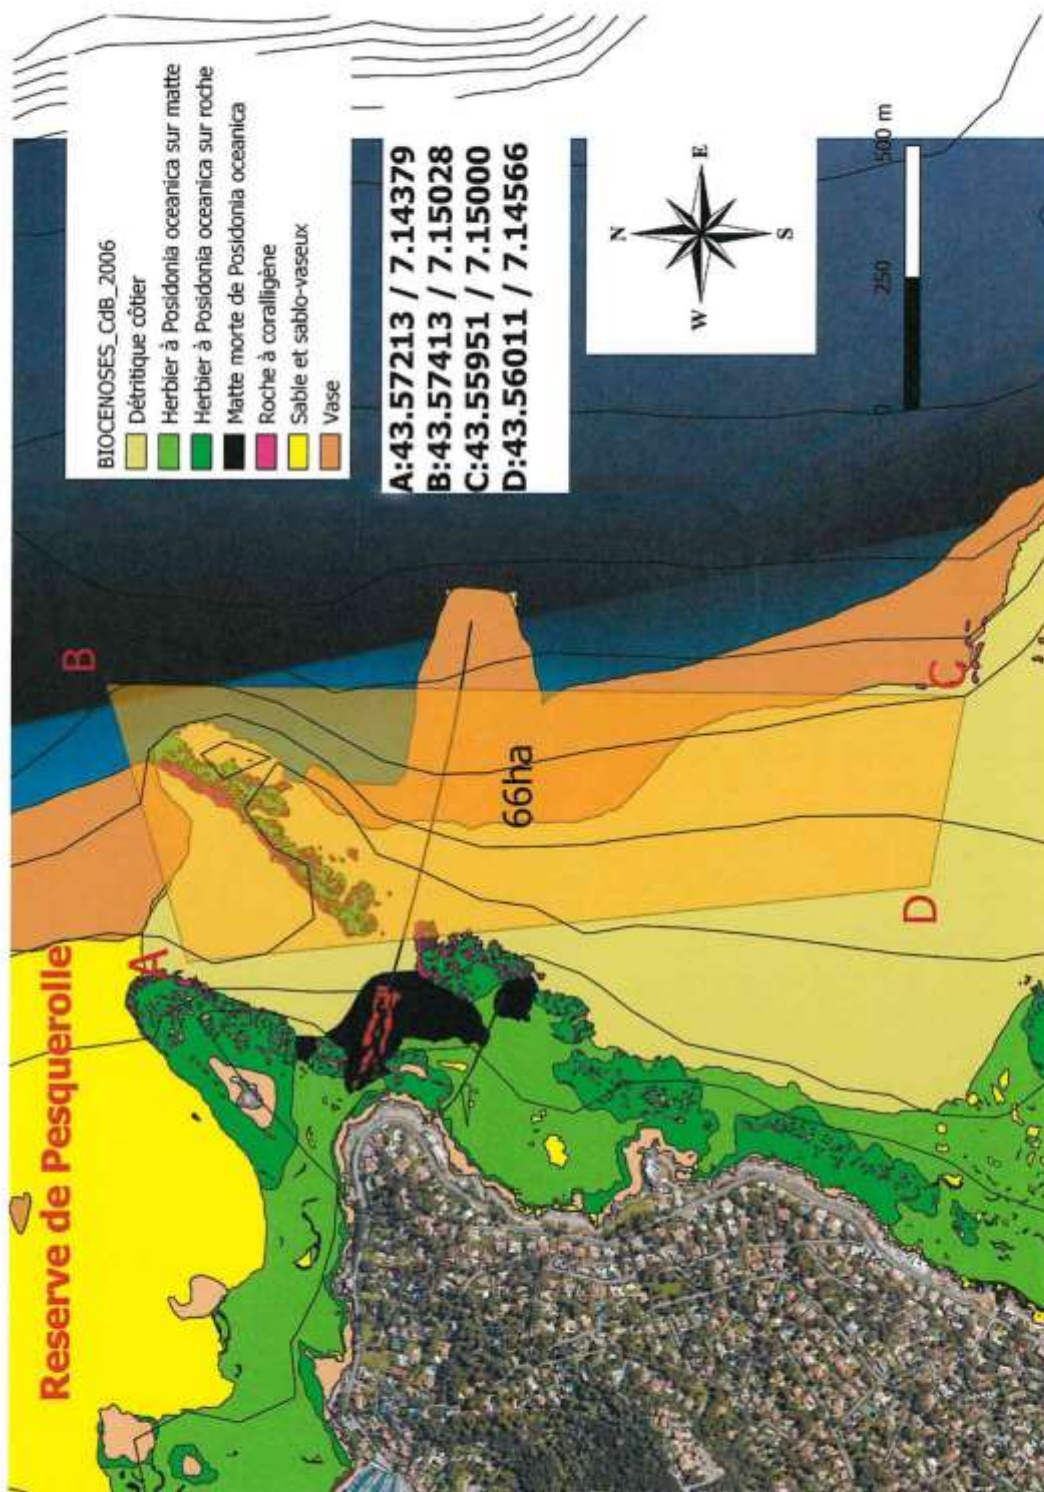 Reserve de Pesquerolle
BIOCENOSES_CdB_2006
Détritique côtier
Herbier à Posidonia oceanica sur matte
Herbier à Posidonia oceanica sur roche
Matte morte de Posidonia oceanica
Roche à coralligène
Sable et sablo-vaseux
Vase
A:43.57213 / 7.14379
B:43.57413 / 7.15028
C:43.55951 / 7.15000
D:43.56011 / 7.14566
A
B
66ha
C
D
N
W
E
S
0
250
500 m